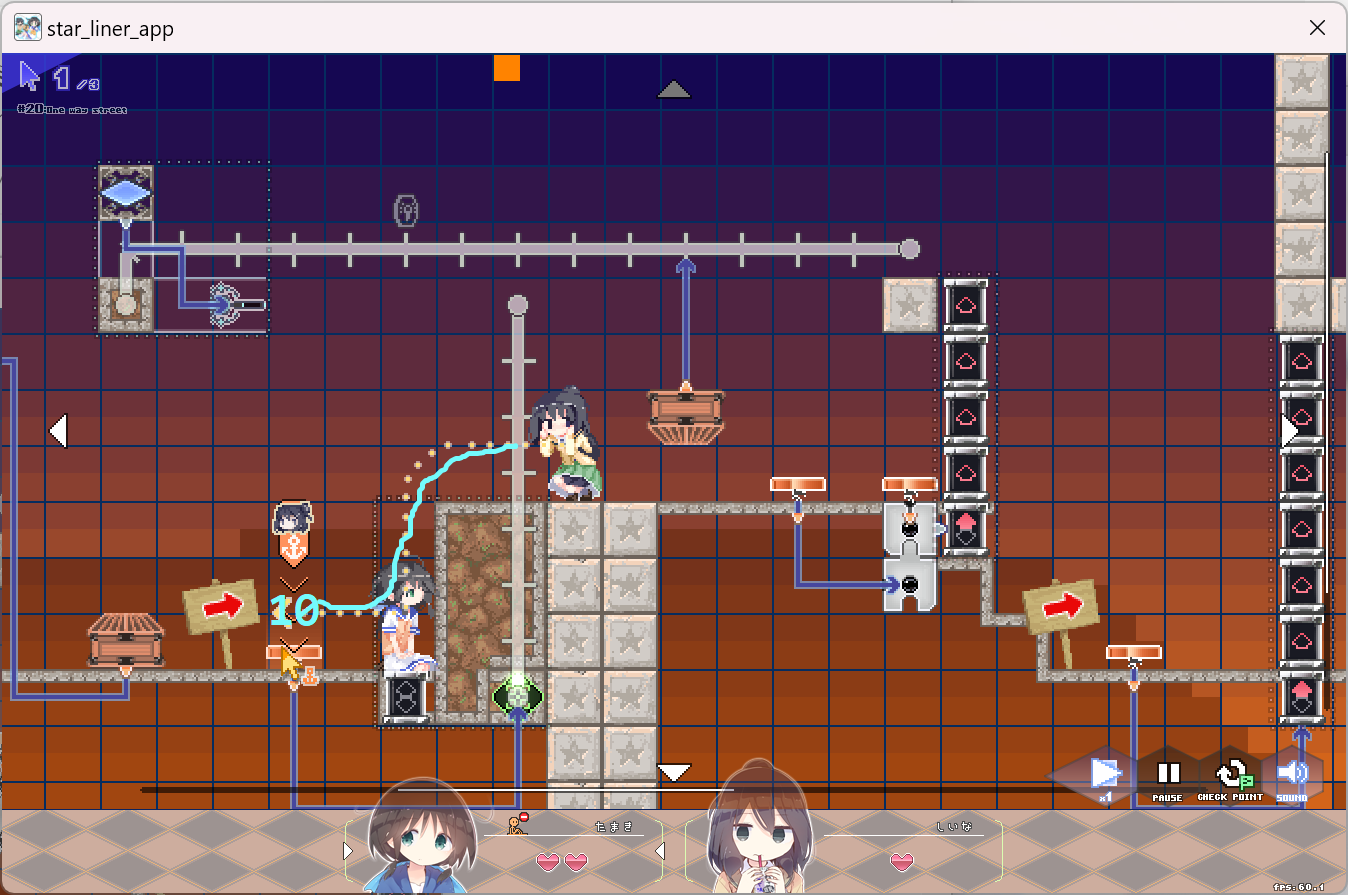 star_liner_app
1/3
#20:One way street
10
x1
PAUSE
CHECK POINT
SOUND
たまき
しいな
fps:60.1